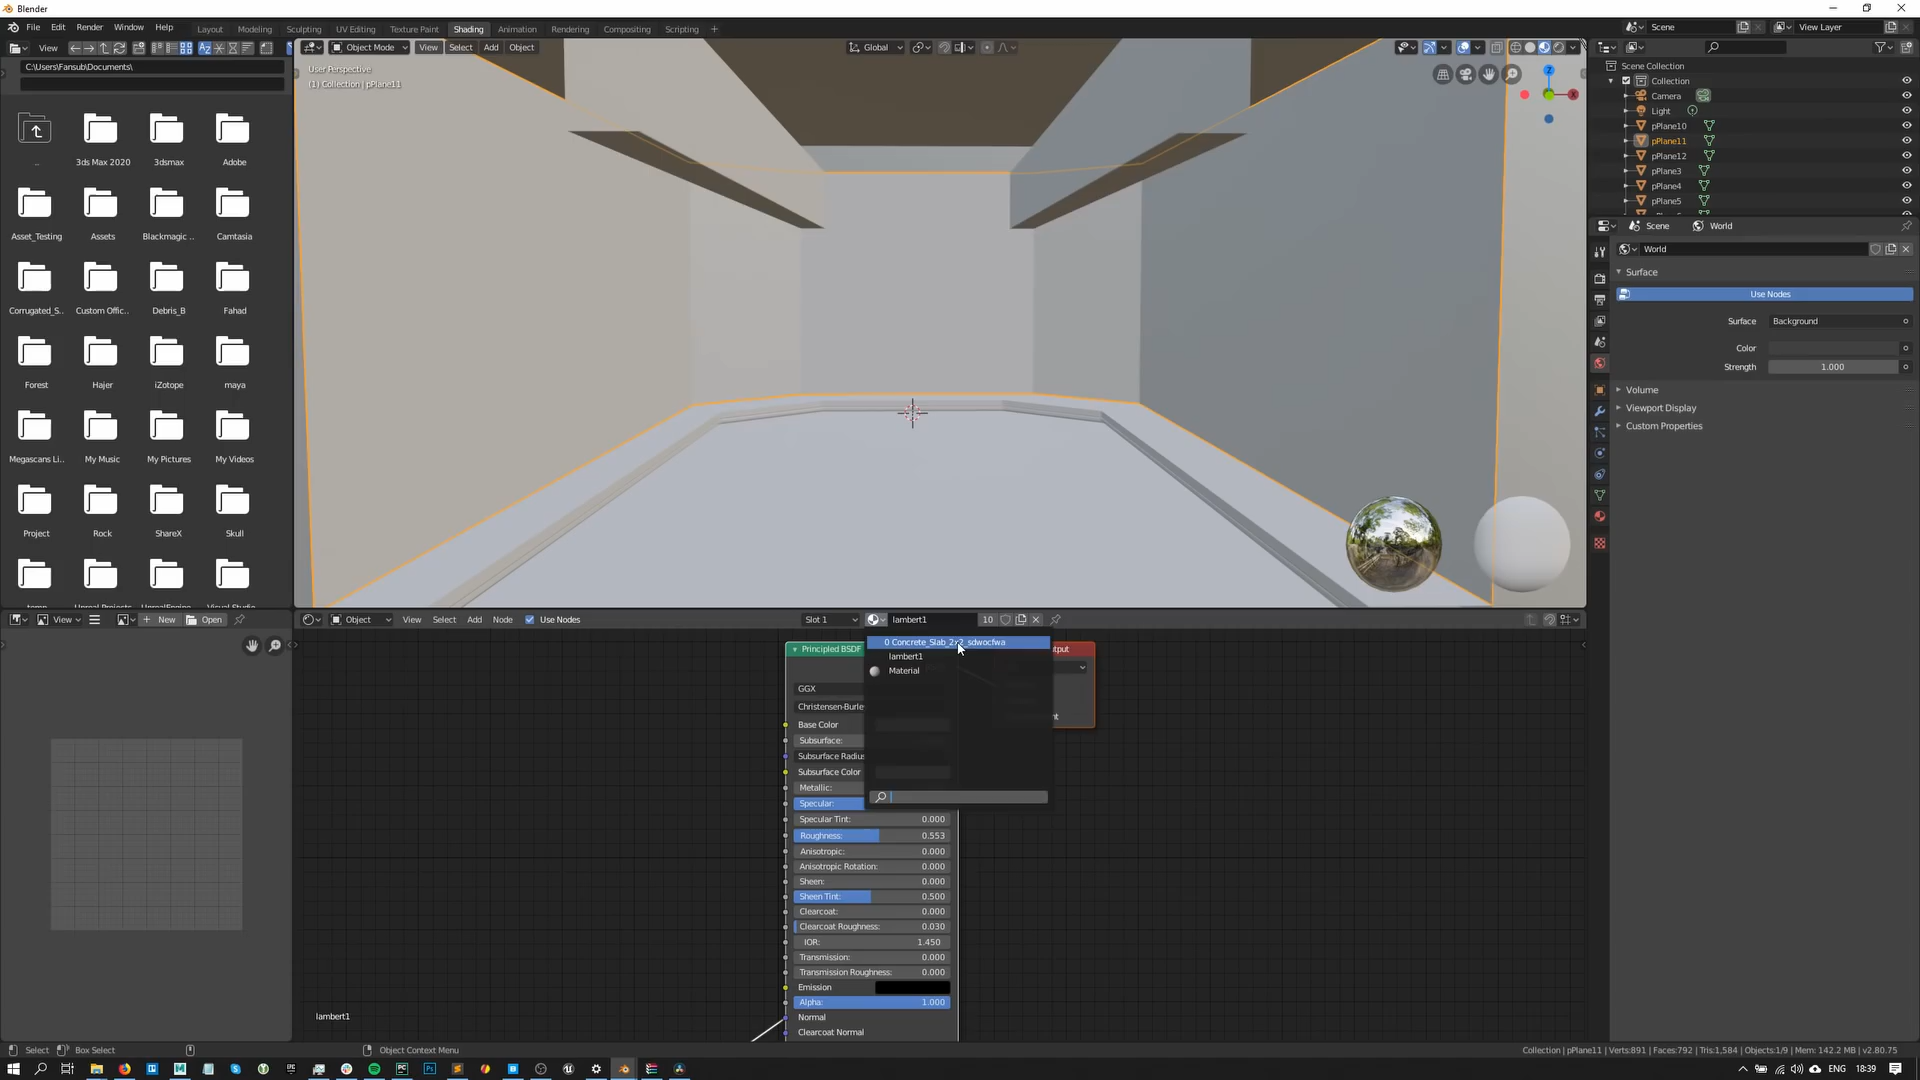 Blender
File Edit Render Window Help
Layout Modeling Sculpting UV Editing Texture Paint Shading Animation Rendering Compositing Scripting +
Scene
View Layer
View
Object Mode View Select Add Object
Global
C:\Users\Fansub\Documents\
User Perspective
(1) Collection | pPlane11
Z
X
Scene Collection
Collection
Camera
Light
pPlane10
pPlane11
pPlane12
pPlane3
pPlane4
pPlane5
Scene World
World
Surface
Use Nodes
Surface Background
Color
Strength 1.000
Volume
Viewport Display
Custom Properties
.. 3ds Max 2020 3dsmax Adobe
Asset_Testing Assets Blackmagic .. Camtasia
Corrugated_S.. Custom Offic.. Debris_B Fahad
Forest Hajer iZotope maya
Megascans Li.. My Music My Pictures My Videos
Project Rock ShareX Skull
temp Unreal Projects UnrealEngine Visual Studio
View New Open
Object View Select Add Node Use Nodes
Slot 1 lambert1 10
0 Concrete_Slab_2x2_sdwocfwa
lambert1
Material
Principled BSDF
GGX
Christensen-Burle
Base Color
Subsurface:
Subsurface Radius
Subsurface Color
Metallic:
Specular:
Specular Tint: 0.000
Roughness: 0.553
Anisotropic: 0.000
Anisotropic Rotation: 0.000
Sheen: 0.000
Sheen Tint: 0.500
Clearcoat: 0.000
Clearcoat Roughness: 0.030
IOR: 1.450
Transmission: 0.000
Transmission Roughness: 0.000
Emission
Alpha: 1.000
Normal
Clearcoat Normal
lambert1
Select Box Select Object Context Menu
Collection | pPlane11 | Verts:891 | Faces:792 | Tris:1,584 | Objects:1/9 | Mem: 142.2 MB | v2.80.75
ENG 18:39